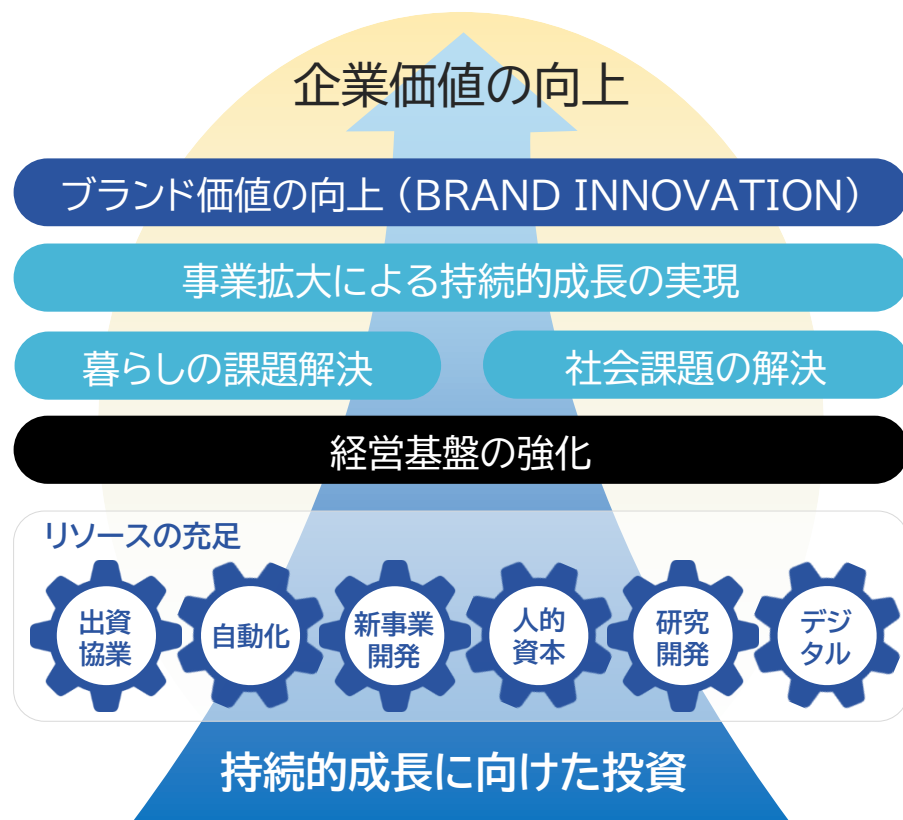 企業価値の向上
ブランド価値の向上（BRAND INNOVATION）
事業拡大による持続的成長の実現
暮らしの課題解決
社会課題の解決
経営基盤の強化
リソースの充足
出資
協業
自動化
新事業
開発
人的
資本
研究
開発
デジ
タル
持続的成長に向けた投資